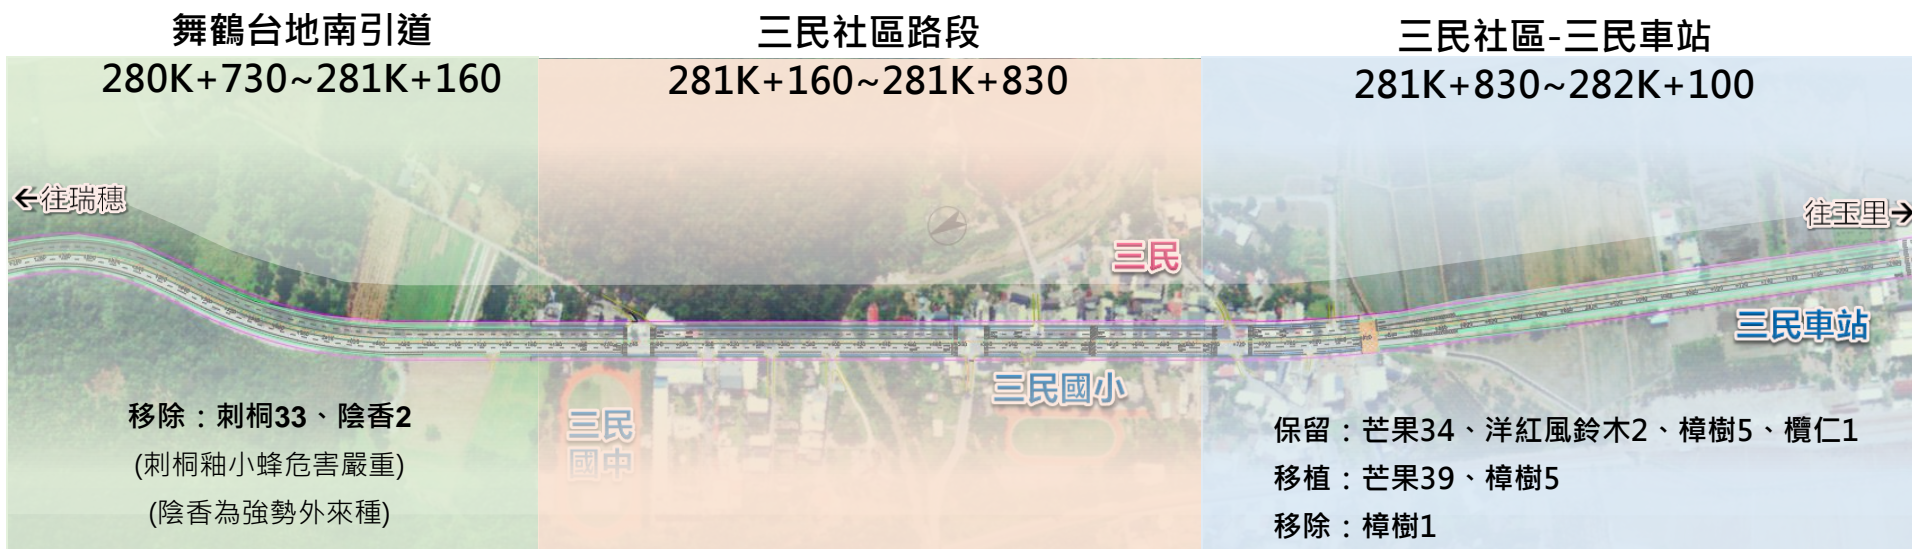 舞鶴台地南引道
280K+730~281K+160
三民社區路段
281K+160~281K+830
三民社區-三民車站
281K+830~282K+100
←往瑞穗
往玉里→
三民
三民車站
三民國小
三民
國中
移除：刺桐33、陰香2
(刺桐釉小蜂危害嚴重)
(陰香為強勢外來種)
保留：芒果34、洋紅風鈴木2、樟樹5、欖仁1
移植：芒果39、樟樹5
移除：樟樹1